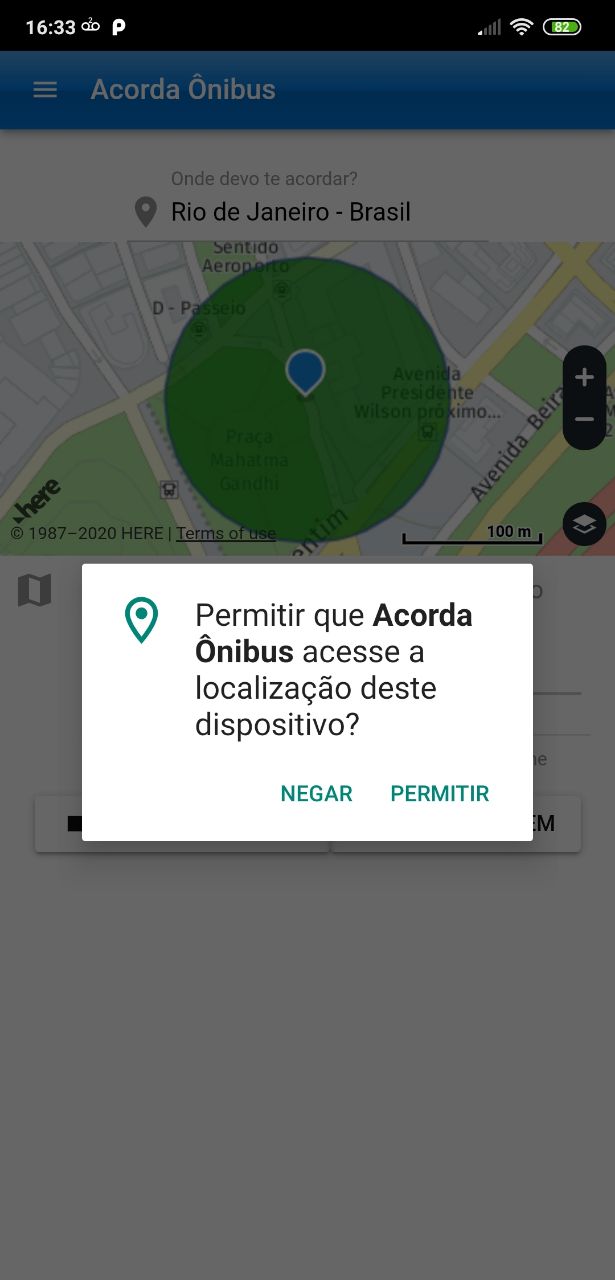 16:33
82
Acorda Ônibus
Onde devo te acordar?
Rio de Janeiro - Brasil
Sentido
Aeroporto
D - Passeio
Avenida
Presidente
Wilson próximo...
Praça
Mahatma
Gandhi
Avenida Beira
here
© 1987–2020 HERE | Terms of use
100 m
Permitir que Acorda
Ônibus acesse a
localização deste
dispositivo?
NEGAR PERMITIR